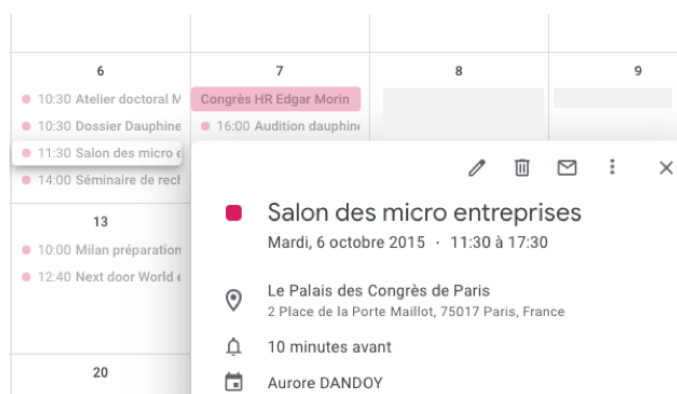 6
7
8
9
10:30 Atelier doctoral M
Congrès HR Edgar Morin
10:30 Dossier Dauphine
16:00 Audition dauphine
11:30 Salon des micro e
14:00 Séminaire de rech
Salon des micro entreprises
Mardi, 6 octobre 2015 · 11:30 à 17:30
13
10:00 Milan préparation
12:40 Next door World e
Le Palais des Congrès de Paris
2 Place de la Porte Maillot, 75017 Paris, France
10 minutes avant
20
Aurore DANDOY